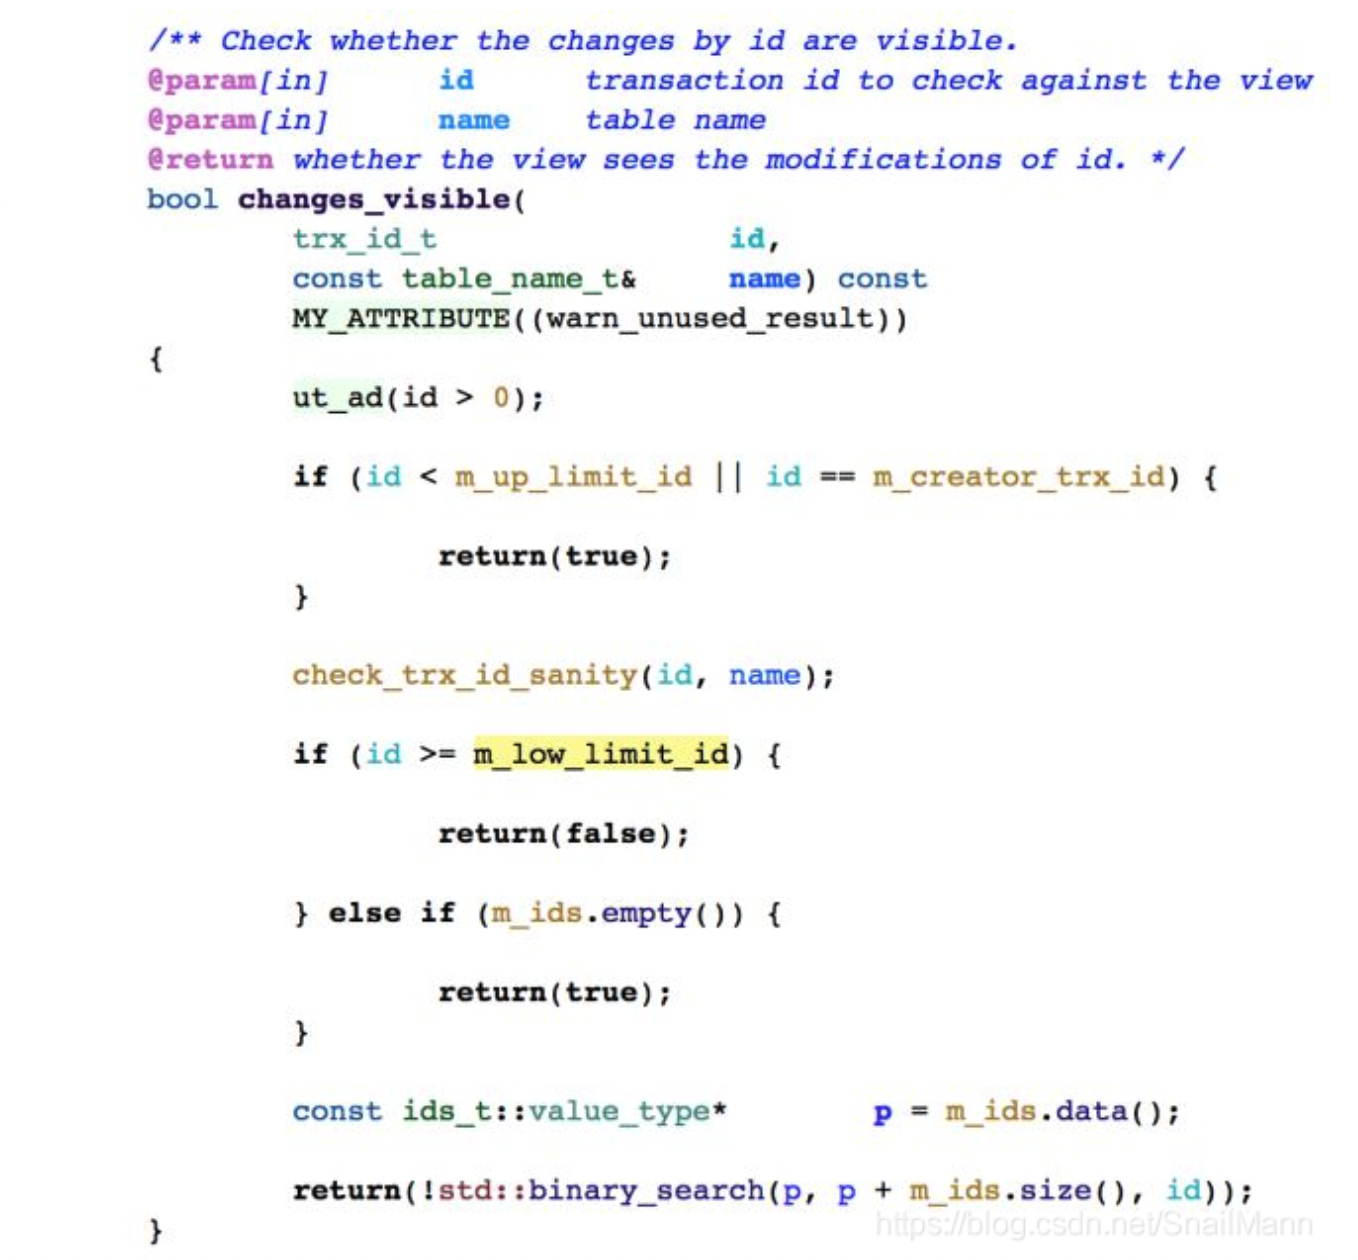 /** Check whether the changes by id are visible.
@param[in]	id	transaction id to check against the view
@param[in]	name	table name
@return whether the view sees the modifications of id. */
bool changes_visible(
	trx_id_t		id,
	const table_name_t&	name) const
	MY_ATTRIBUTE((warn_unused_result))
{
	ut_ad(id > 0);
	if (id < m_up_limit_id || id == m_creator_trx_id) {
		return(true);
	}
	check_trx_id_sanity(id, name);
	if (id >= m_low_limit_id) {
		return(false);
	} else if (m_ids.empty()) {
		return(true);
	}
	const ids_t::value_type*	p = m_ids.data();
	return(!std::binary_search(p, p + m_ids.size(), id));
https://blog.csdn.net/SnailMann
}